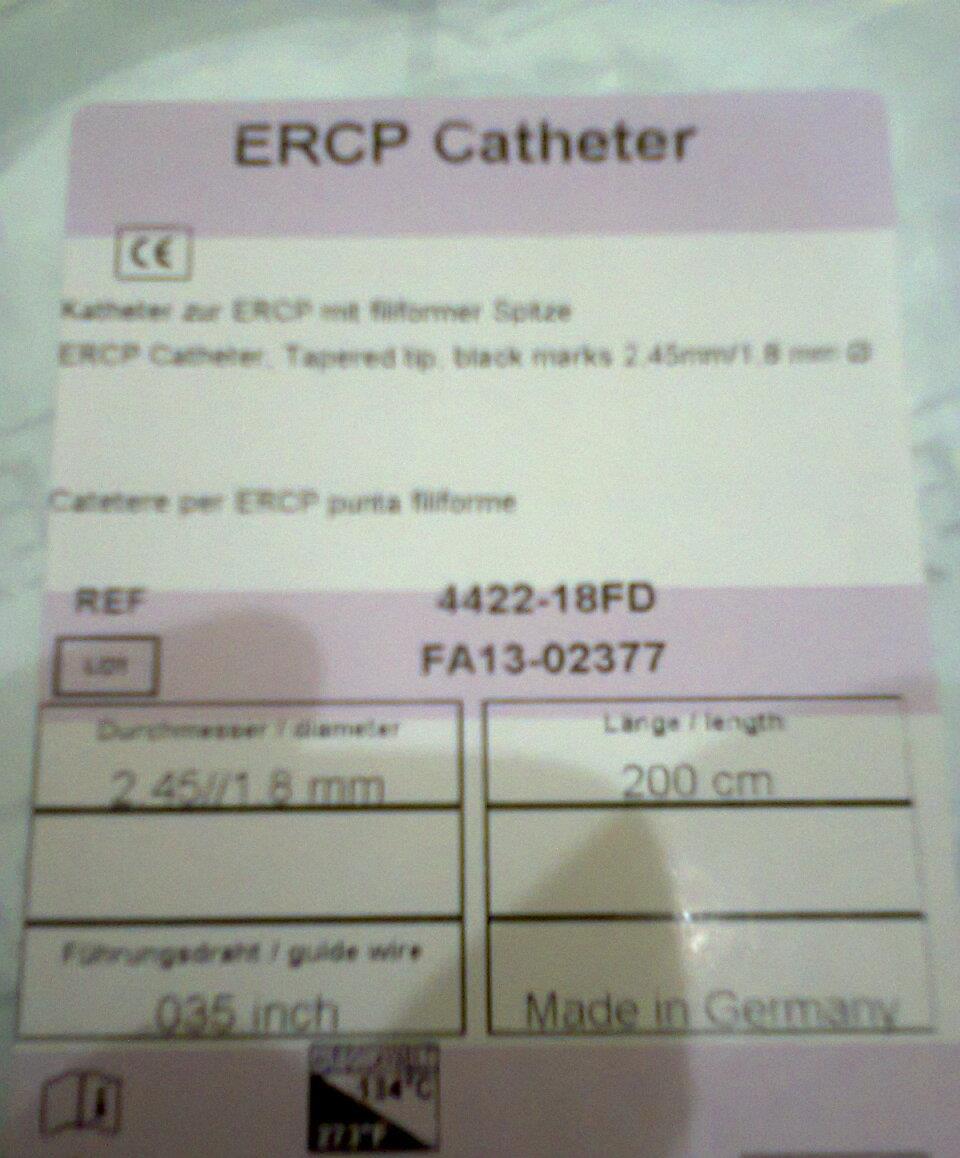 ERCP Catheter
CE
Katheter zur ERCP mit filiformer Spitze
ERCP Catheter, Tapered tip, black marks 2.45mm/1.8 mm Ø
Catetere per ERCP punta filiforme
REF 4422-18FD
LOT FA13-02377
Durchmesser / diameter
2.45//1.8 mm
Länge / length
200 cm
Führungsdraht / guide wire
.035 inch
Made in Germany
134°C
273°F